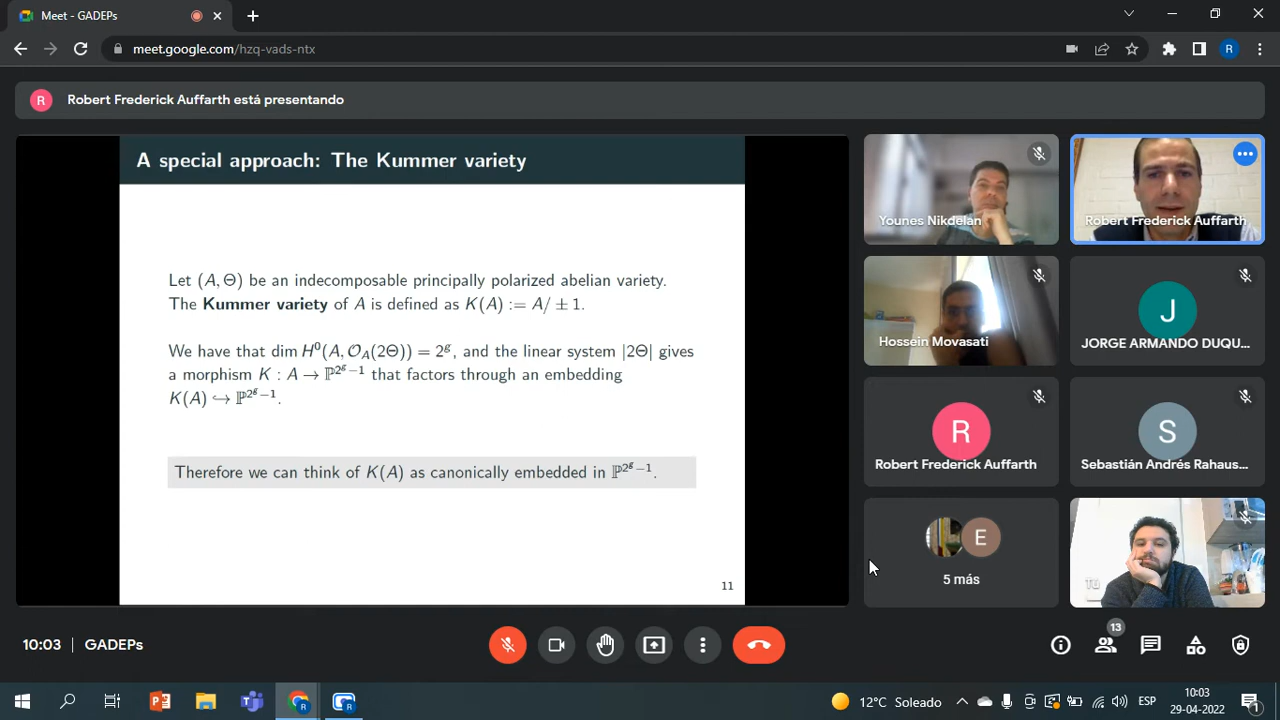 Meet - GADEPs
meet.google.com/hzq-vads-ntx
R
R
Robert Frederick Auffarth está presentando
A special approach: The Kummer variety
Let (A, Θ) be an indecomposable principally polarized abelian variety.
The Kummer variety of A is defined as K(A) := A/ ± 1.
We have that dim H⁰(A, 𝒪_A(2Θ)) = 2^g, and the linear system |2Θ| gives
a morphism K : A → ℙ^{2^g−1} that factors through an embedding
K(A) ↪ ℙ^{2^g−1}.
Therefore we can think of K(A) as canonically embedded in ℙ^{2^g−1}.
11
Younes Nikdelan
Robert Frederick Auffarth
Hossein Movasati
J
JORGE ARMANDO DUQU...
R
Robert Frederick Auffarth
S
Sebastián Andrés Rahaus...
E
5 más
Tú
10:03
GADEPs
13
12°C Soleado
ESP
10:03
29-04-2022
1